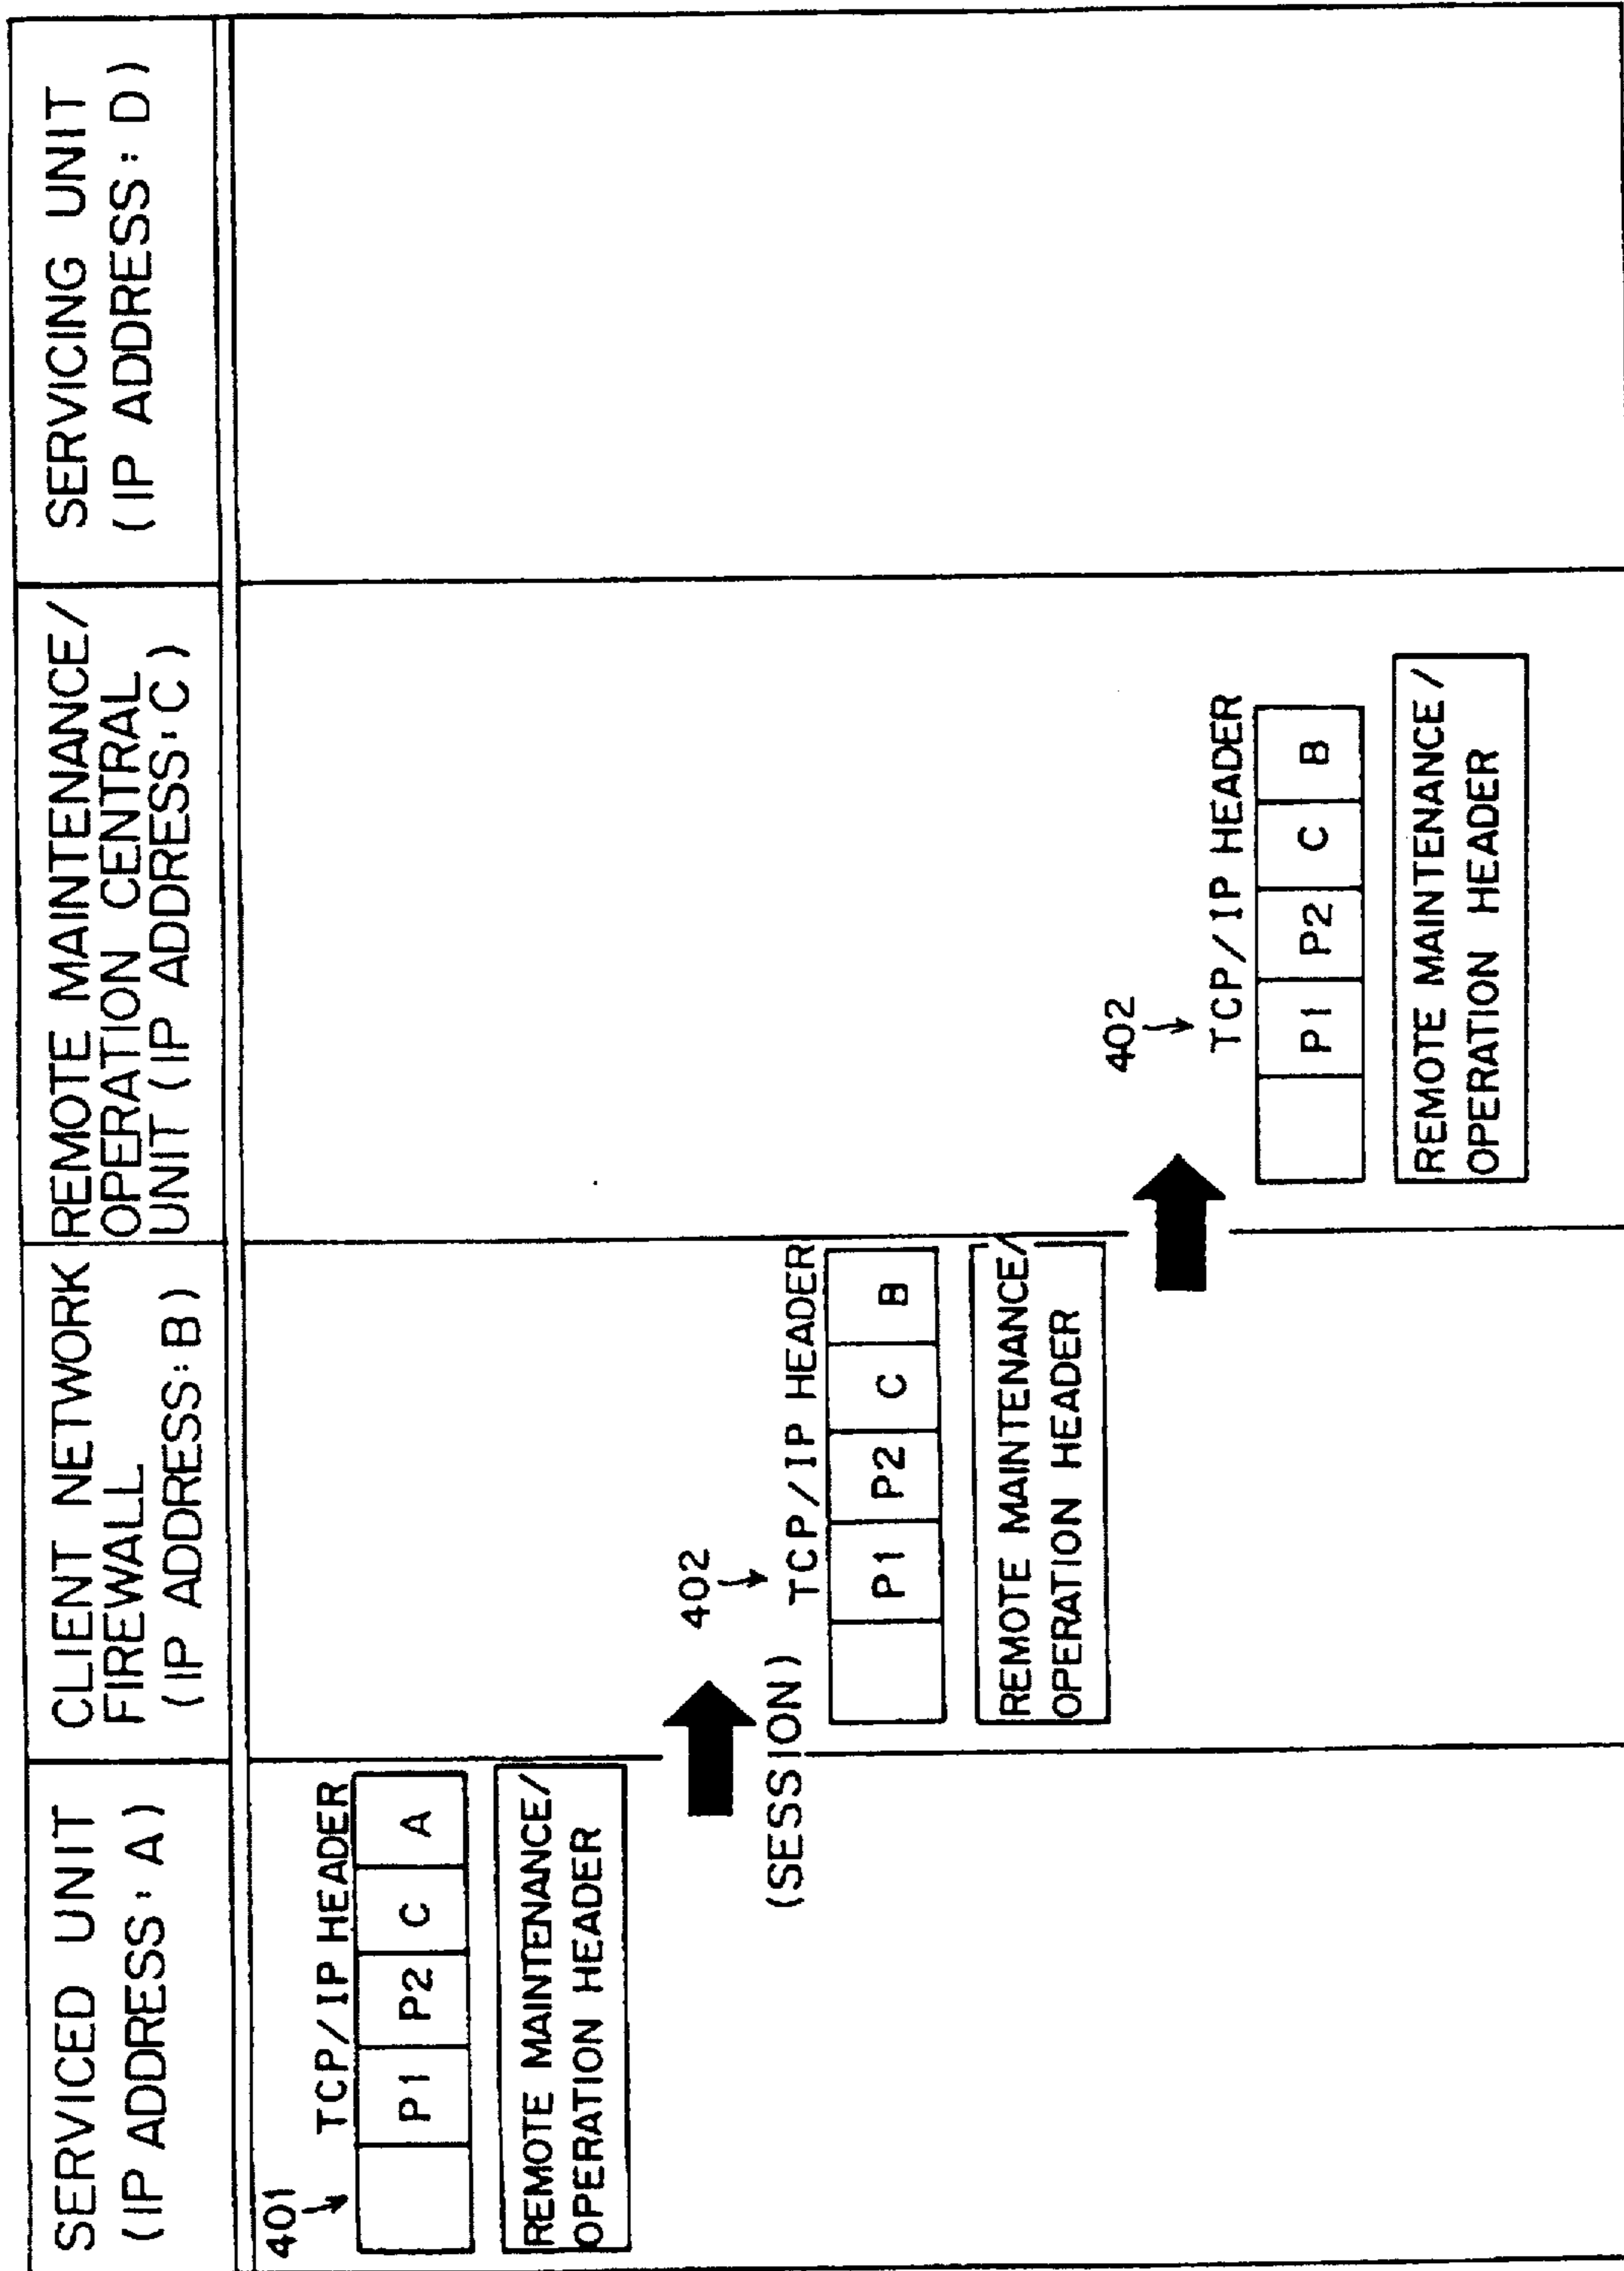 SERVICED UNIT
(IP ADDRESS: A)
CLIENT NETWORK
FIREWALL
(IP ADDRESS: B)
REMOTE MAINTENANCE/
OPERATION CENTRAL
UNIT (IP ADDRESS: C)
SERVICING UNIT
(IP ADDRESS: D)
401
TCP/IP HEADER
P1 P2 C A
REMOTE MAINTENANCE/
OPERATION HEADER
402
(SESSION) TCP/IP HEADER
P1 P2 C B
REMOTE MAINTENANCE/
OPERATION HEADER
402
TCP/IP HEADER
P1 P2 C B
REMOTE MAINTENANCE/
OPERATION HEADER